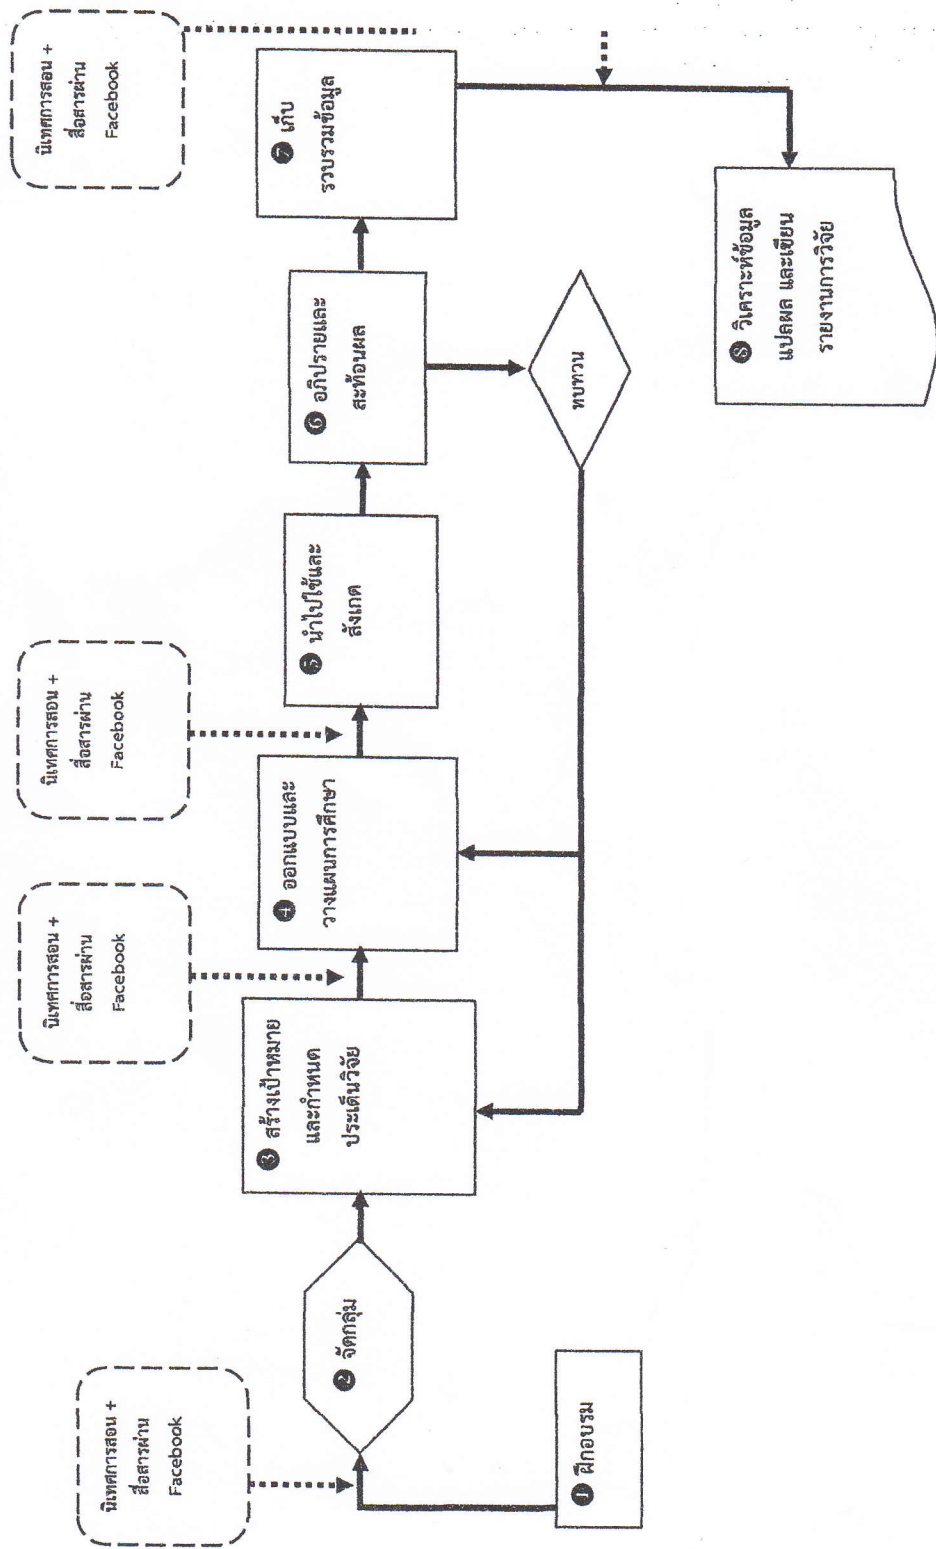 นิเทศการสอน +
สื่อสารผ่าน
Facebook
นิเทศการสอน +
สื่อสารผ่าน
Facebook
นิเทศการสอน +
สื่อสารผ่าน
Facebook
นิเทศการสอน +
สื่อสารผ่าน
Facebook
❶ ฝึกอบรม
❷ จัดกลุ่ม
❸ สร้างเป้าหมาย
และกำหนด
ประเด็นวิจัย
❹ ออกแบบและ
วางแผนการศึกษา
❺ นำไปใช้และ
สังเกต
❻ อภิปรายและ
สะท้อนผล
❼ เก็บ
รวบรวมข้อมูล
ทบทวน
❽ วิเคราะห์ข้อมูล
แปลผล และเขียน
รายงานการวิจัย